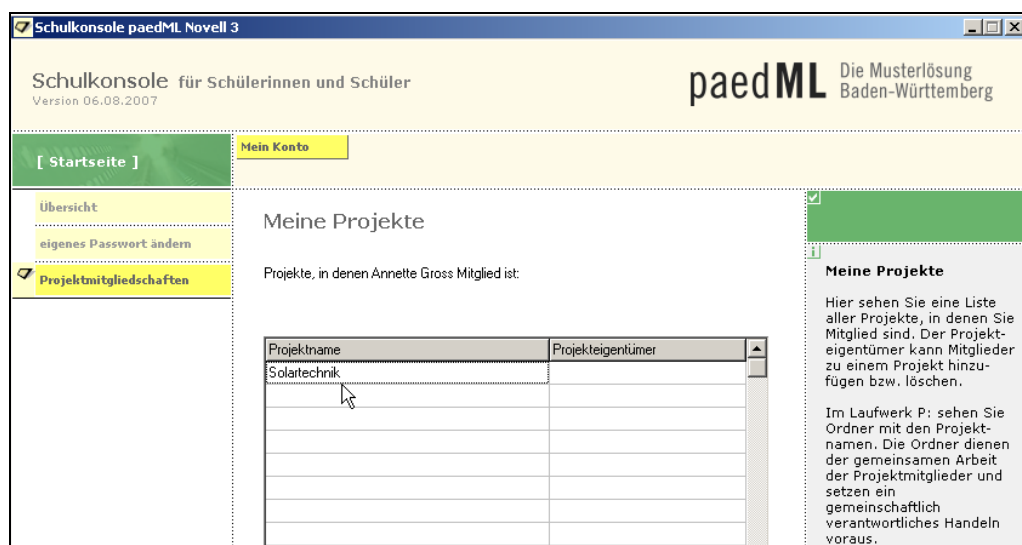 Schulkonsole paedML Novell 3
Schulkonsole für Schülerinnen und Schüler
Version 06.08.2007
paedML Die Musterlösung
Baden-Württemberg
[ Startseite ]
Mein Konto
Übersicht
eigenes Passwort ändern
Projektmitgliedschaften
Meine Projekte
Projekte, in denen Annette Gross Mitglied ist:
Projektname Projekteigentümer
Solartechnik
Meine Projekte
Hier sehen Sie eine Liste
aller Projekte, in denen Sie
Mitglied sind. Der Projekt-
eigentümer kann Mitglieder
zu einem Projekt hinzu-
fügen bzw. löschen.
Im Laufwerk P: sehen Sie
Ordner mit den Projekt-
namen. Die Ordner dienen
der gemeinsamen Arbeit
der Projektmitglieder und
setzen ein
gemeinschaftlich
verantwortliches Handeln
voraus.